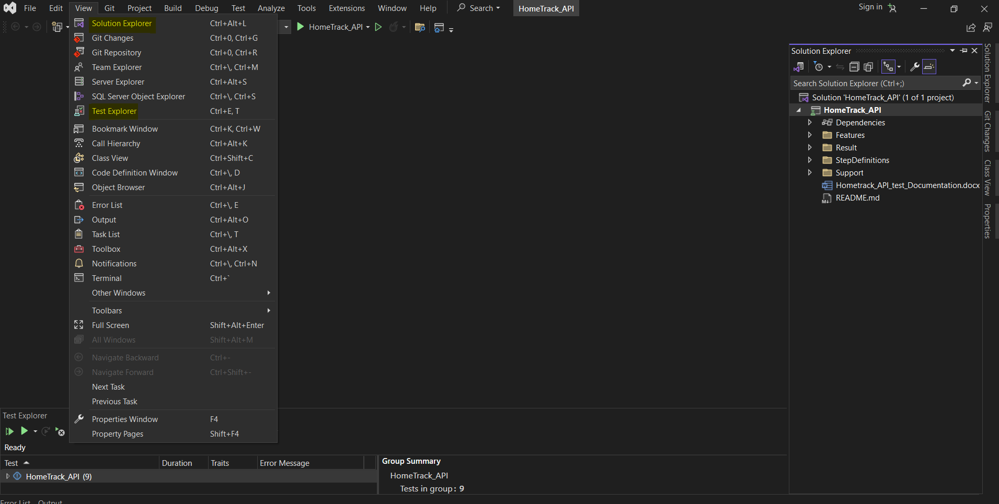 File Edit View Git Project Build Debug Test Analyze Tools Extensions Window Help Search HomeTrack_API Sign in
HomeTrack_API
Solution Explorer Ctrl+Alt+L
Git Changes Ctrl+0, Ctrl+G
Git Repository Ctrl+0, Ctrl+R
Team Explorer Ctrl+\, Ctrl+M
Server Explorer Ctrl+Alt+S
SQL Server Object Explorer Ctrl+\, Ctrl+S
Test Explorer Ctrl+E, T
Bookmark Window Ctrl+K, Ctrl+W
Call Hierarchy Ctrl+Alt+K
Class View Ctrl+Shift+C
Code Definition Window Ctrl+\, D
Object Browser Ctrl+Alt+J
Error List Ctrl+\, E
Output Ctrl+Alt+O
Task List Ctrl+\, T
Toolbox Ctrl+Alt+X
Notifications Ctrl+\, Ctrl+N
Terminal Ctrl+`
Other Windows
Toolbars
Full Screen Shift+Alt+Enter
All Windows Shift+Alt+M
Navigate Backward Ctrl+-
Navigate Forward Ctrl+Shift+-
Next Task
Previous Task
Properties Window F4
Property Pages Shift+F4
Solution Explorer
Search Solution Explorer (Ctrl+;)
Solution 'HomeTrack_API' (1 of 1 project)
HomeTrack_API
Dependencies
Features
Result
StepDefinitions
Support
Hometrack_API_test_Documentation.docx
README.md
Solution Explorer
Git Changes
Class View
Properties
Test Explorer
Ready
Test Duration Traits Error Message
HomeTrack_API (9)
Group Summary
HomeTrack_API
Tests in group: 9
Error List Output